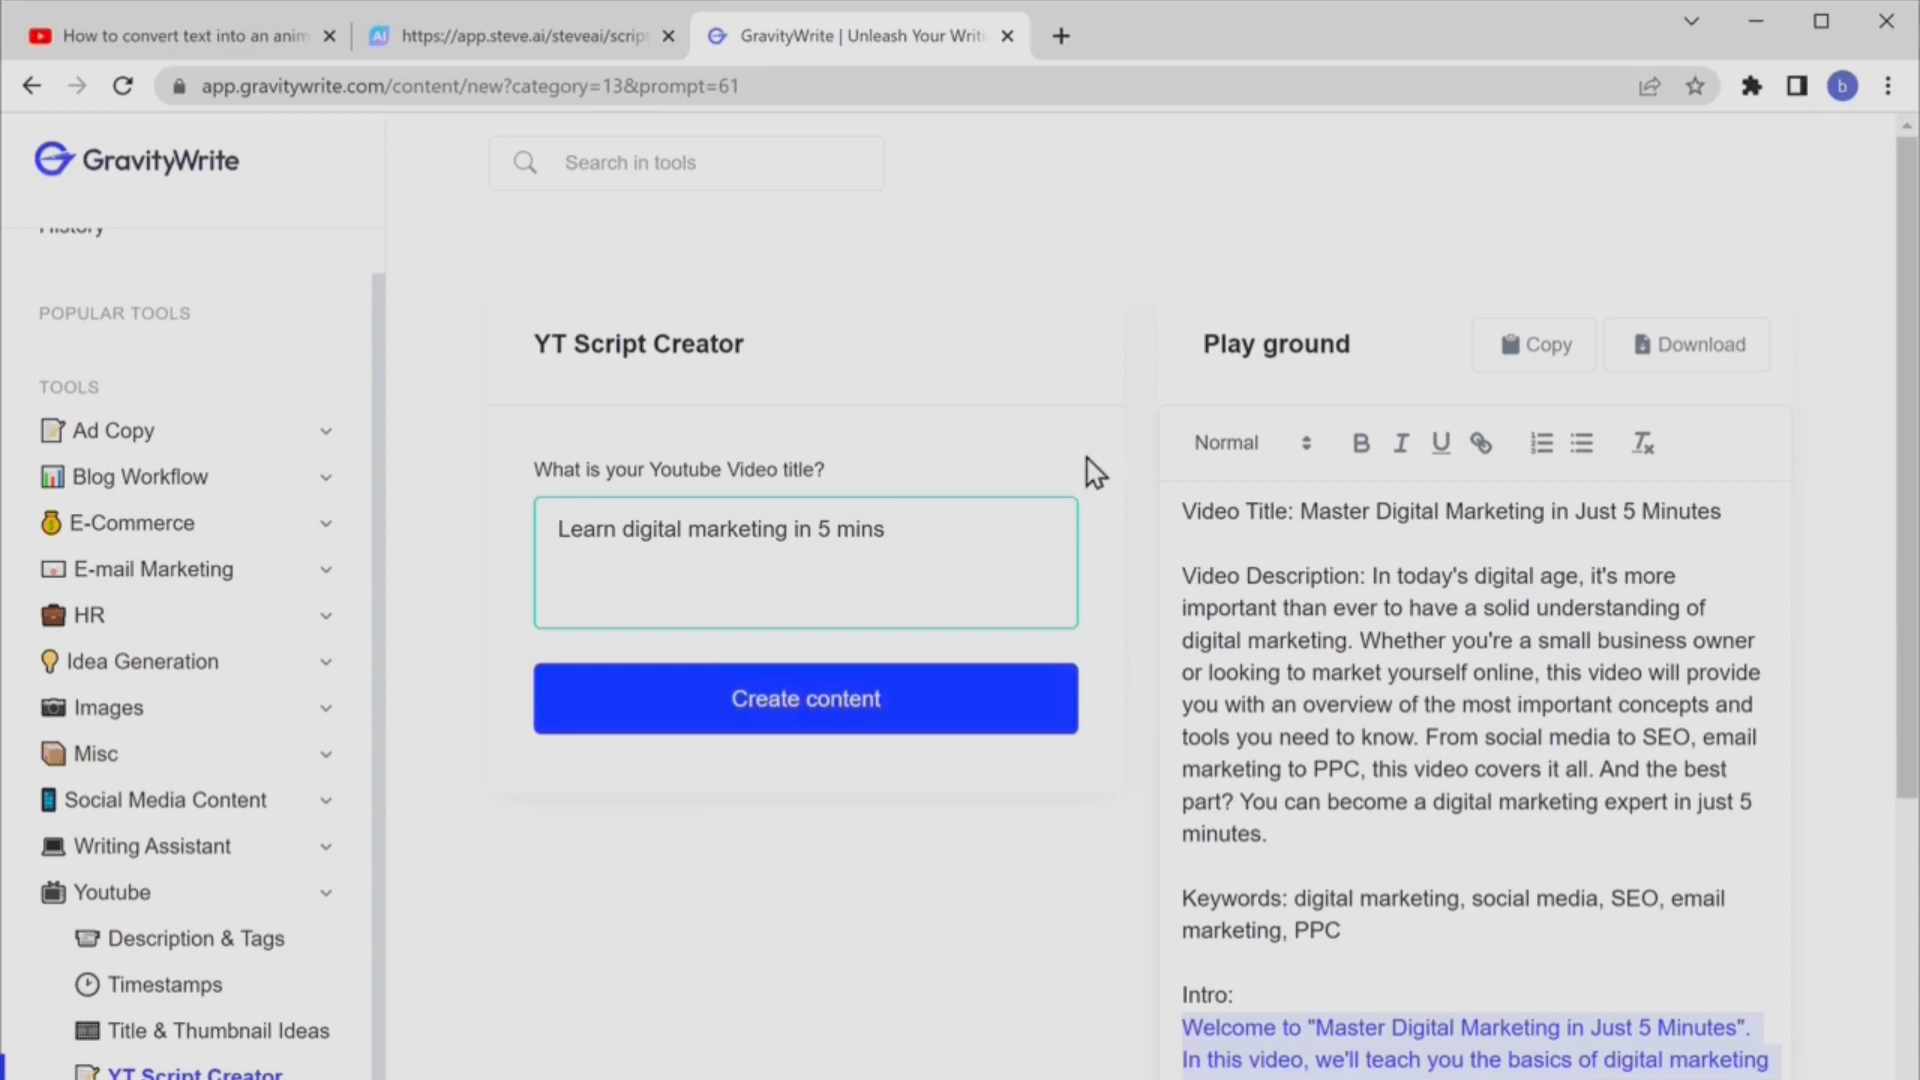 How to convert text into an anim
https://app.steve.ai/steveai/scrip
GravityWrite | Unleash Your Writi
app.gravitywrite.com/content/new?category=13&prompt=61
b
GravityWrite
Search in tools
History
POPULAR TOOLS
TOOLS
Ad Copy
Blog Workflow
E-Commerce
E-mail Marketing
HR
Idea Generation
Images
Misc
Social Media Content
Writing Assistant
Youtube
Description & Tags
Timestamps
Title & Thumbnail Ideas
YT Script Creator
YT Script Creator
What is your Youtube Video title?
Learn digital marketing in 5 mins
Create content
Play ground
Copy
Download
Normal
Video Title: Master Digital Marketing in Just 5 Minutes
Video Description: In today's digital age, it's more
important than ever to have a solid understanding of
digital marketing. Whether you're a small business owner
or looking to market yourself online, this video will provide
you with an overview of the most important concepts and
tools you need to know. From social media to SEO, email
marketing to PPC, this video covers it all. And the best
part? You can become a digital marketing expert in just 5
minutes.
Keywords: digital marketing, social media, SEO, email
marketing, PPC
Intro:
Welcome to "Master Digital Marketing in Just 5 Minutes".
In this video, we'll teach you the basics of digital marketing